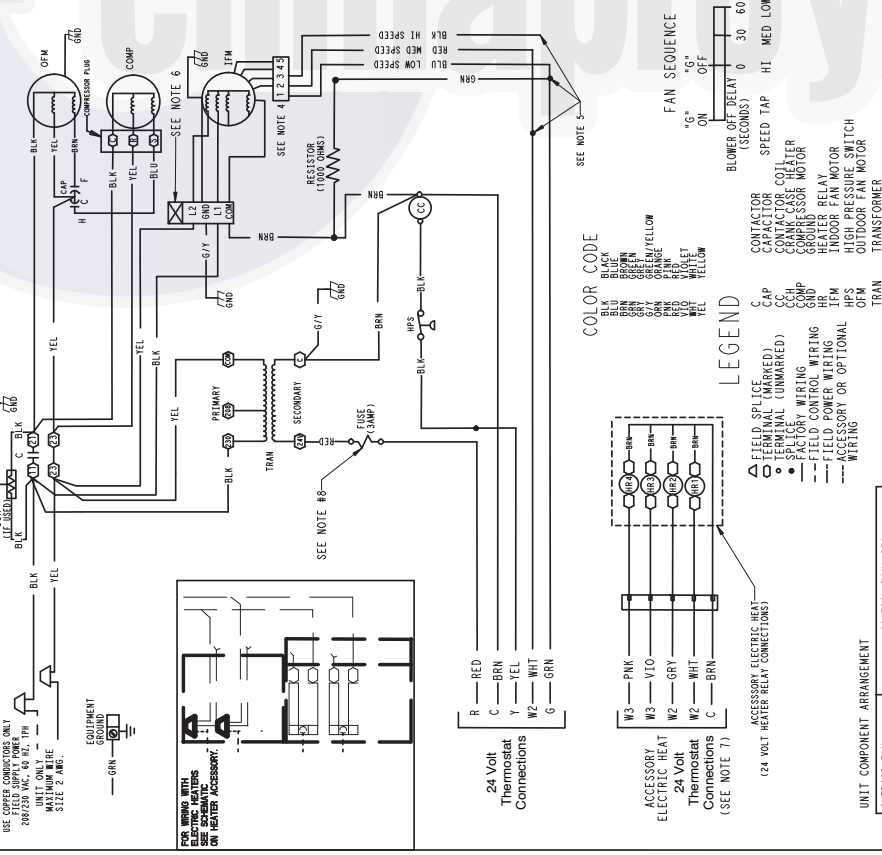 OFM
GND
COMP
COMPRESSOR PLUG
SEE NOTE 6
GND
IFM
BLK
YEL
BRN
CAP
H C F
C
R
S
BLK
YEL
BLU
L2
GND
L1
COM
1 2 3 4 5
SEE NOTE 4
BLK HI SPEED
RED MED SPEED
BLU LOW SPEED
GRN
RESISTOR
(1000 OHMS)
BRN
BRN
G/Y
GND
SEE NOTE 5
FAN SEQUENCE
"G"
ON
"G"
OFF
BLOWER OFF DELAY
(SECONDS)
0 30 60
SPEED TAP HI MED LOW
YEL
BLK
YEL
GND
BLK
C
BLK
21
11
23
23
(IF USED)
BLK
BLK
YEL
COM
208
230
PRIMARY
TRAN
SECONDARY
C
24V
G/Y
GND
BRN
RED
FUSE
(3AMP)
SEE NOTE #8
CC
BLK
HPS
BLK
COLOR CODE
BLK BLACK
BLU BLUE
BRN BROWN
GRN GREEN
GRY GREY
G/Y GREEN/YELLOW
ORN ORANGE
PNK PINK
RED RED
VIO VIOLET
WHT WHITE
YEL YELLOW
LEGEND
FIELD SPLICE
TERMINAL (MARKED)
TERMINAL (UNMARKED)
SPLICE
FACTORY WIRING
FIELD CONTROL WIRING
FIELD POWER WIRING
ACCESSORY OR OPTIONAL
WIRING
C CONTACTOR
CAP CAPACITOR
CC CONTACTOR COIL
CCH CRANK CASE HEATER
COMP COMPRESSOR MOTOR
GND GROUND
HR HEATER RELAY
IFM INDOOR FAN MOTOR
HPS HIGH PRESSURE SWITCH
OFM OUTDOOR FAN MOTOR
TRAN TRANSFORMER
USE COPPER CONDUCTORS ONLY
FIELD SUPPLY POWER
208/230 VAC, 60 HZ, 1PH
UNIT ONLY
MAXIMUM WIRE
SIZE 2 AWG.
EQUIPMENT
GROUND
GRN
FOR WIRING WITH
ELECTRIC HEATERS
SEE SCHEMATIC
ON HEATER ACCESSORY.
R RED
C BRN
Y YEL
W2 WHT
G GRN
24 Volt
Thermostat
Connections
HR4 BRN
HR3 BRN
HR2 BRN
HR1 BRN
W3 PNK
W3 VIO
W2 GRY
W2 WHT
C BRN
ACCESSORY
ELECTRIC HEAT
24 Volt
Thermostat
Connections
(SEE NOTE 7)
ACCESSSORY ELECTRIC HEAT
(24 VOLT HEATER RELAY CONNECTIONS)
UNIT COMPONENT ARRANGEMENT